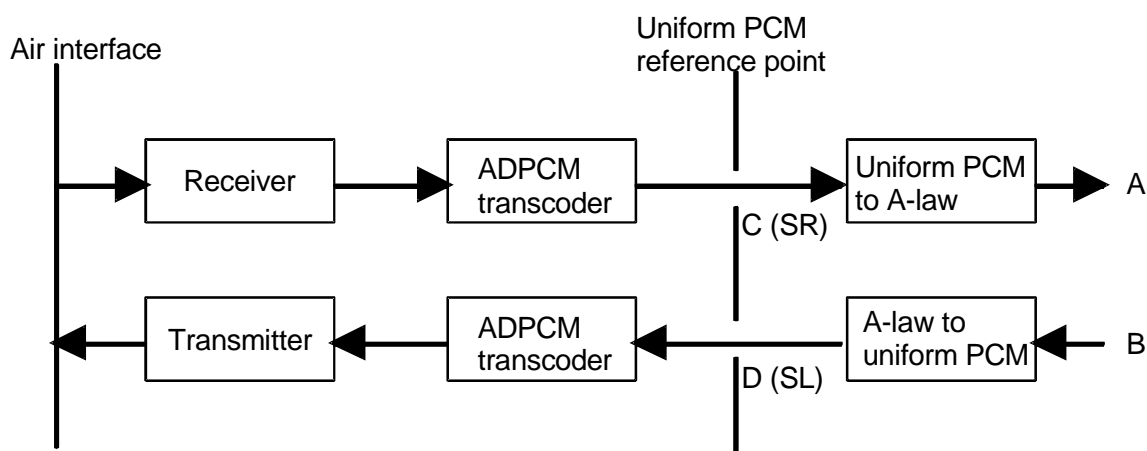 Air interface
Uniform PCM
reference point
Receiver
ADPCM
transcoder
Uniform PCM
to A-law
A
C (SR)
Transmitter
ADPCM
transcoder
A-law to
uniform PCM
B
D (SL)